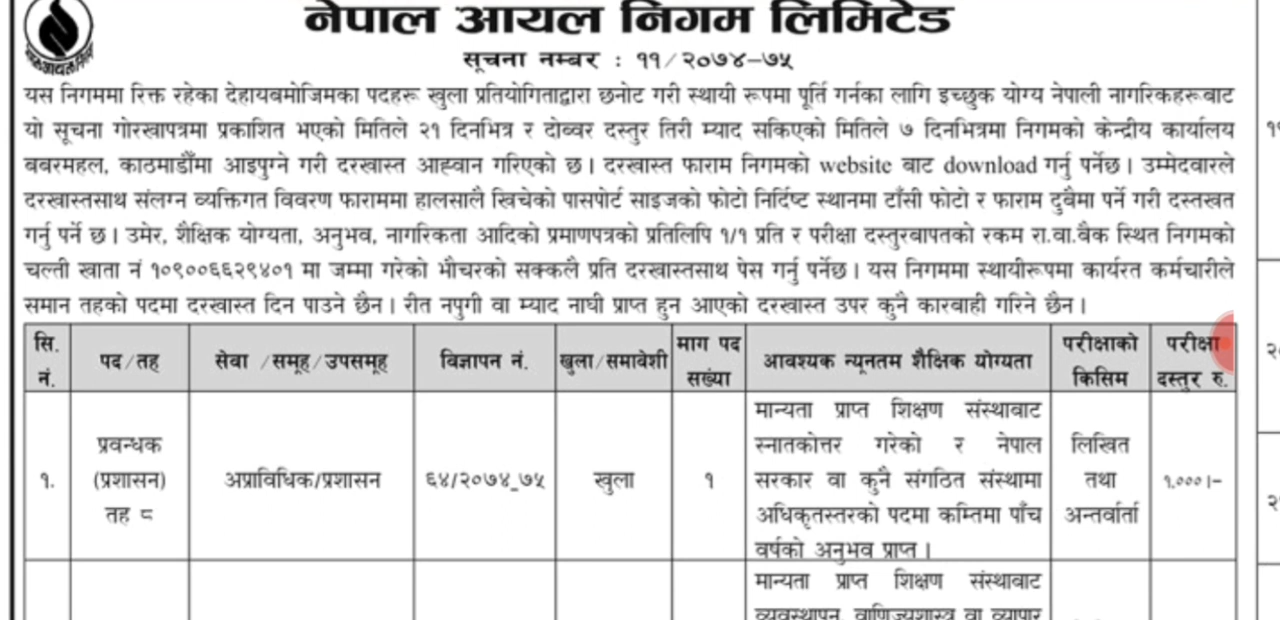 नेपाल आयल निगम लिमिटेड
सूचना नम्बर : ११/२०७४-७५
यस निगममा रिक्त रहेका देहायबमोजिमका पदहरू खुला प्रतियोगिताद्वारा छनोट गरी स्थायी रूपमा पूर्ति गर्नका लागि इच्छुक योग्य नेपाली नागरिकहरूबाट
यो सूचना गोरखापत्रमा प्रकाशित भएको मितिले २१ दिनभित्र र दोब्बर दस्तुर तिरी म्याद सकिएको मितिले ७ दिनभित्रमा निगमको केन्द्रीय कार्यालय
बबरमहल, काठमाडौँमा आइपुग्ने गरी दरखास्त आह्वान गरिएको छ। दरखास्त फाराम निगमको website बाट download गर्नु पर्नेछ। उम्मेदवारले
दरखास्तसाथ संलग्न व्यक्तिगत विवरण फाराममा हालसालै खिचेको पासपोर्ट साइजको फोटो निर्दिष्ट स्थानमा टाँसी फोटो र फाराम दुबैमा पर्ने गरी दस्तखत
गर्नु पर्ने छ। उमेर, शैक्षिक योग्यता, अनुभव, नागरिकता आदिको प्रमाणपत्रको प्रतिलिपि १/१ प्रति र परीक्षा दस्तुरबापतको रकम रा.वा.बैक स्थित निगमको
चल्ती खाता नं १०९००६६२९४०१ मा जम्मा गरेको भौचरको सक्कलै प्रति दरखास्तसाथ पेस गर्नु पर्नेछ। यस निगममा स्थायीरूपमा कार्यरत कर्मचारीले
समान तहको पदमा दरखास्त दिन पाउने छैन। रीत नपुगी वा म्याद नाघी प्राप्त हुन आएको दरखास्त उपर कुनै कारवाही गरिने छैन।
सि. नं. पद/तह सेवा /समूह/उपसमूह विज्ञापन नं. खुला/समावेशी माग पद सख्या आवश्यक न्यूनतम शैक्षिक योग्यता परीक्षाको किसिम परीक्षा दस्तुर रु.
१. प्रवन्धक (प्रशासन) तह ८ अप्राविधिक/प्रशासन ६४/२०७४_७५ खुला १
मान्यता प्राप्त शिक्षण संस्थाबाट
स्नातकोत्तर गरेको र नेपाल
सरकार वा कुनै संगठित संस्थामा
अधिकृतस्तरको पदमा कम्तिमा पाँच
वर्षको अनुभव प्राप्त।
लिखित
तथा
अन्तर्वार्ता
१,०००।-
मान्यता प्राप्त शिक्षण संस्थाबाट
व्यवस्थापन, वाणिज्यशास्त्र वा व्यापार